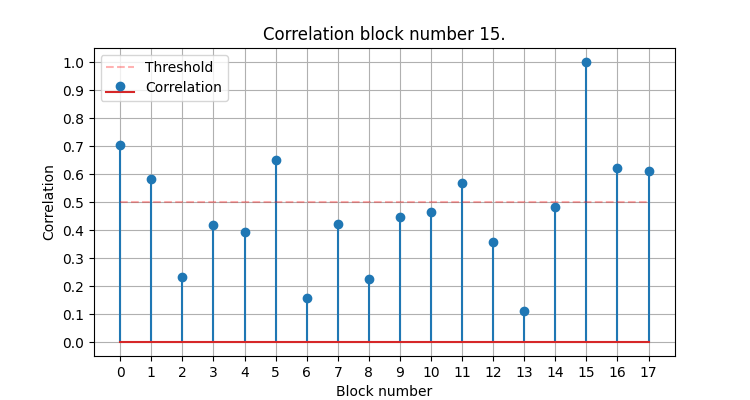 Correlation block number 15.
Threshold
Correlation
1.0
0.9
0.8
0.7
0.6
0.5
0.4
0.3
0.2
0.1
0.0
Correlation
0 1 2 3 4 5 6 7 8 9 10 11 12 13 14 15 16 17
Block number